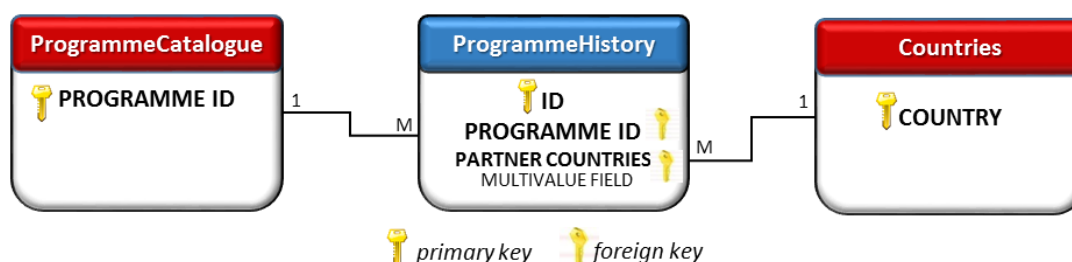 ProgrammeCatalogue
PROGRAMME ID
1
M
ProgrammeHistory
ID
PROGRAMME ID
PARTNER COUNTRIES
MULTIVALUE FIELD
M
1
Countries
COUNTRY
primary key
foreign key